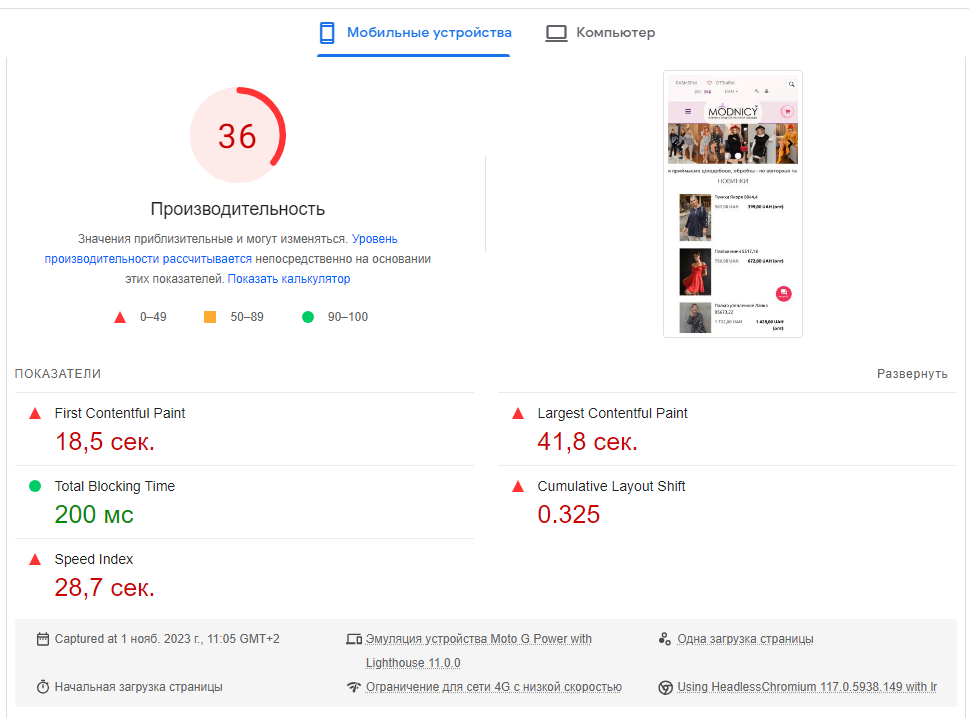 Мобильные устройства
Компьютер
36
Производительность
Значения приблизительные и могут изменяться. Уровень
производительности рассчитывается непосредственно на основании
этих показателей. Показать калькулятор
0–49
50–89
90–100
РАЗМЕРЫ
ОТЗЫВЫ
UAH
MODNICY
НОВИНКИ
ПОКАЗАТЕЛИ
Развернуть
First Contentful Paint
18,5 сек.
Largest Contentful Paint
41,8 сек.
Total Blocking Time
200 мс
Cumulative Layout Shift
0.325
Speed Index
28,7 сек.
Captured at 1 нояб. 2023 г., 11:05 GMT+2
Эмуляция устройства Moto G Power with
Lighthouse 11.0.0
Одна загрузка страницы
Начальная загрузка страницы
Ограничение для сети 4G с низкой скоростью
Using HeadlessChromium 117.0.5938.149 with lr